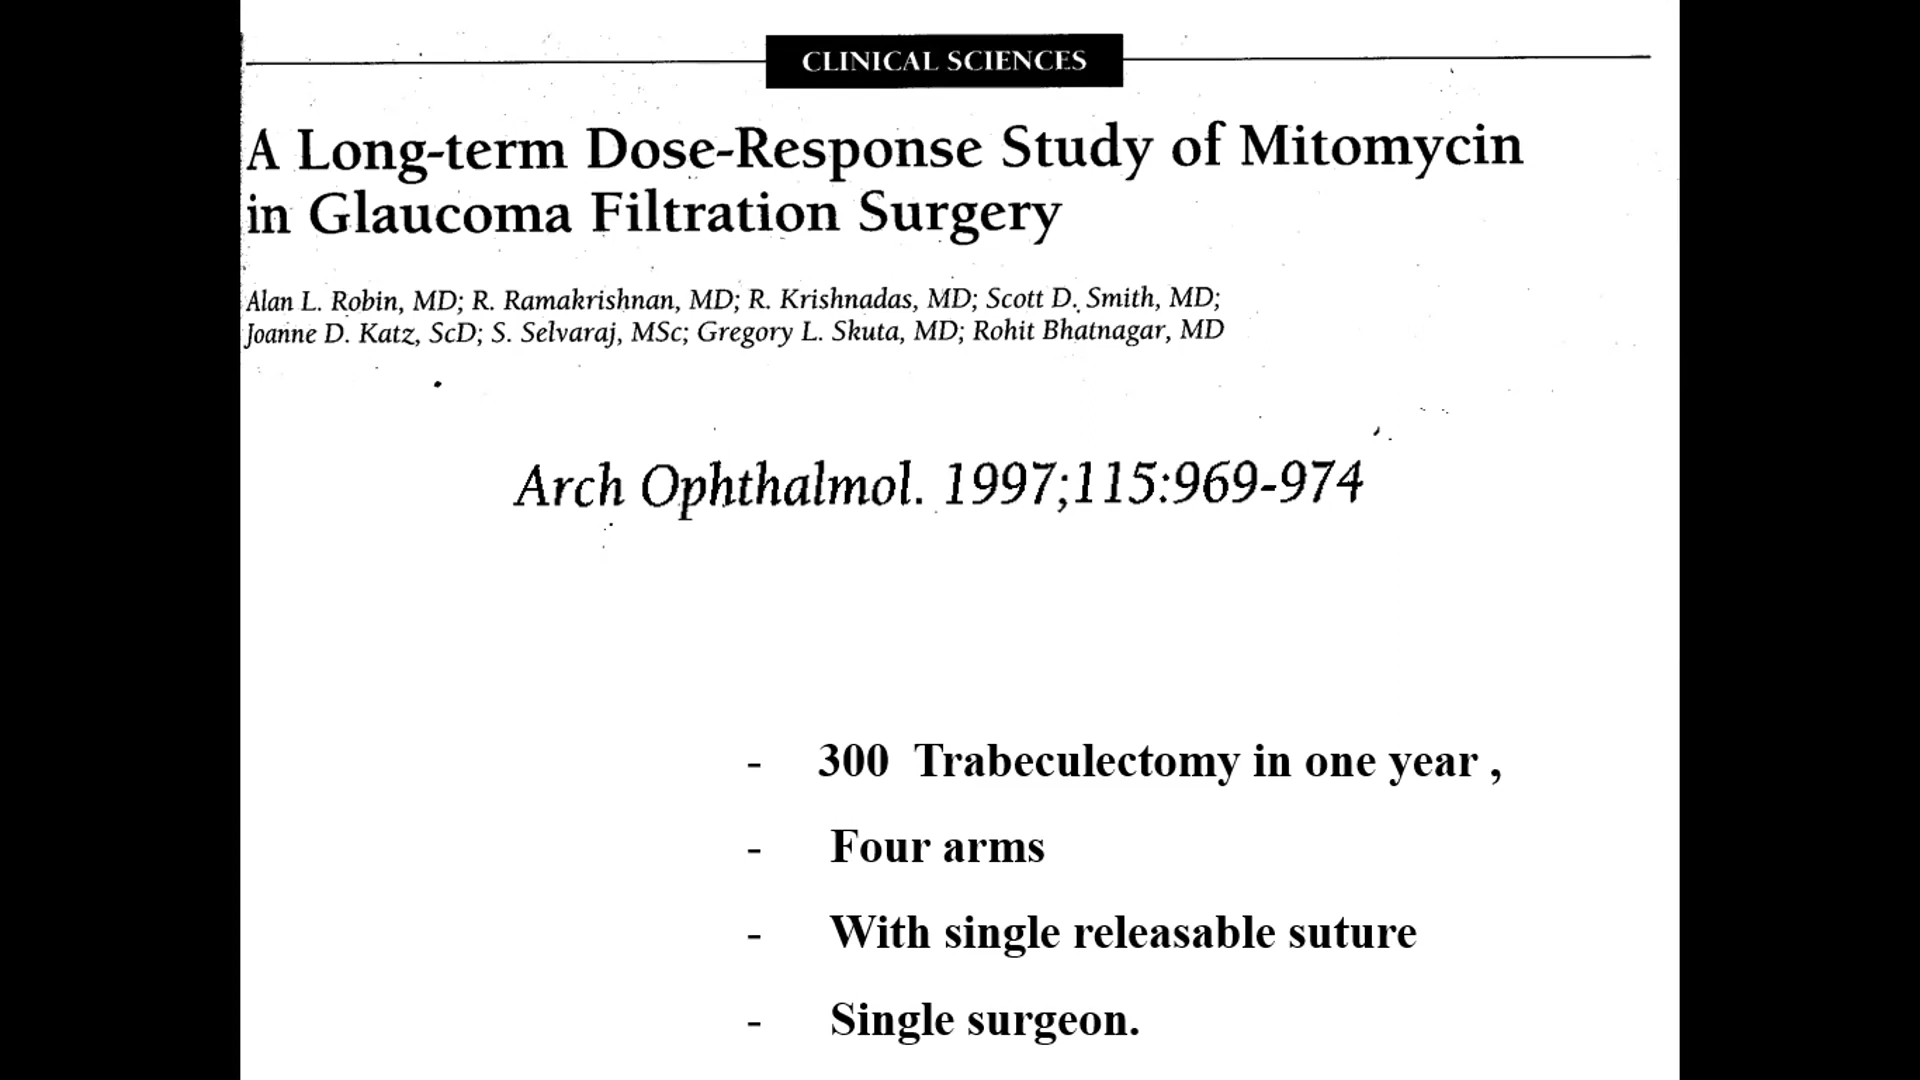 CLINICAL SCIENCES
A Long-term Dose-Response Study of Mitomycin
in Glaucoma Filtration Surgery
Alan L. Robin, MD; R. Ramakrishnan, MD; R. Krishnadas, MD; Scott D. Smith, MD;
Joanne D. Katz, ScD; S. Selvaraj, MSc; Gregory L. Skuta, MD; Rohit Bhatnagar, MD
Arch Ophthalmol. 1997;115:969-974
- 300 Trabeculectomy in one year ,
- Four arms
- With single releasable suture
- Single surgeon.